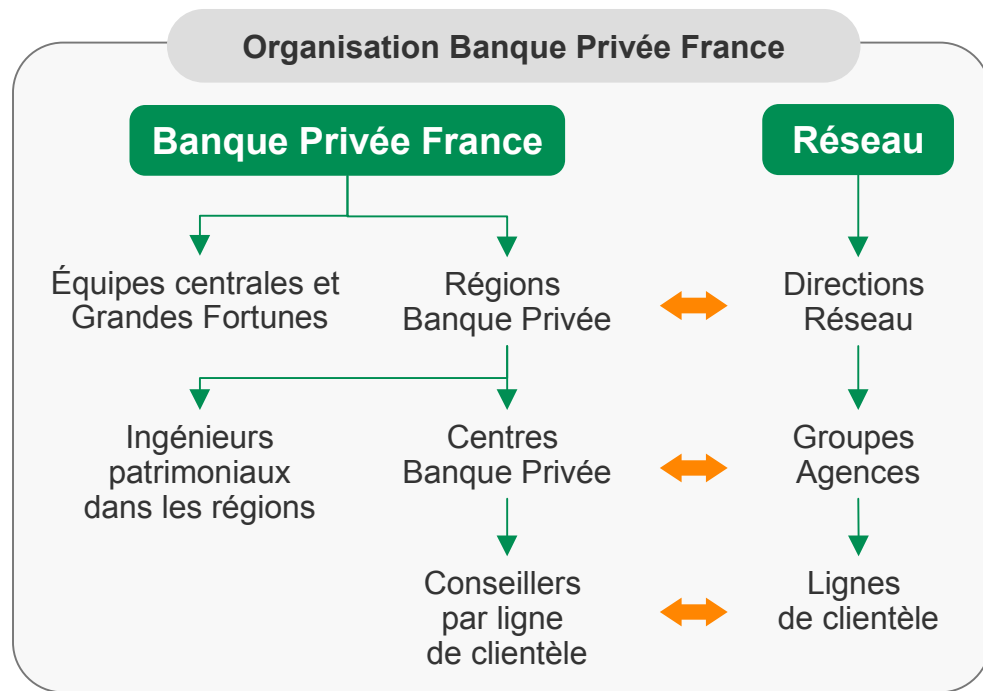 Organisation Banque Privée France
Banque Privée France
Réseau
Équipes centrales et
Grandes Fortunes
Régions
Banque Privée
Directions
Réseau
Ingénieurs
patrimoniaux
dans les régions
Centres
Banque Privée
Groupes
Agences
Conseillers
par ligne
de clientèle
Lignes
de clientèle